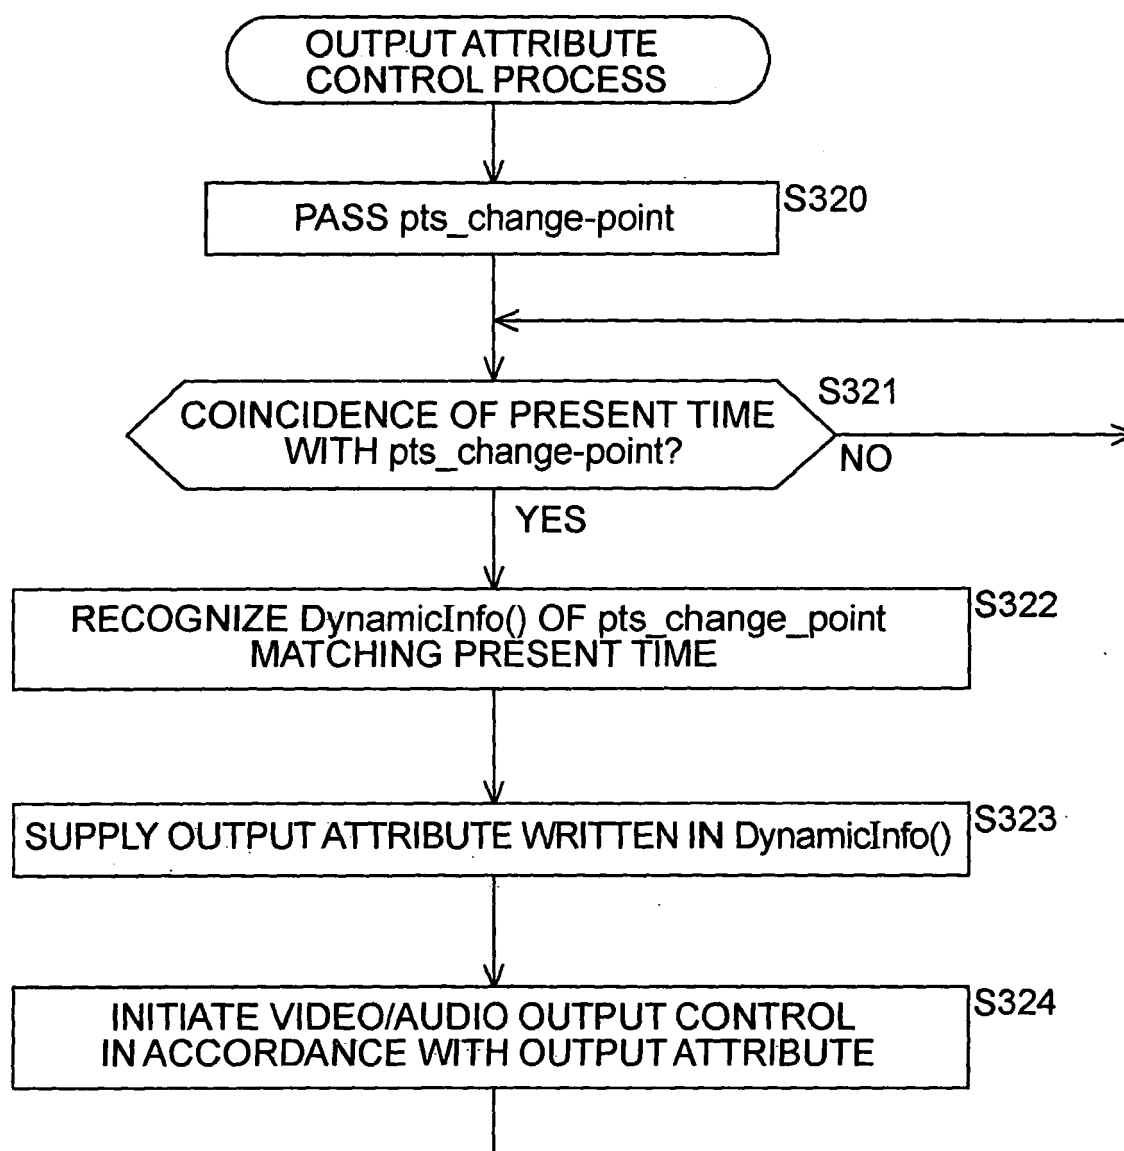 OUTPUT ATTRIBUTE
CONTROL PROCESS
PASS pts_change-point
S320
COINCIDENCE OF PRESENT TIME
WITH pts_change-point?
S321
NO
YES
RECOGNIZE DynamicInfo() OF pts_change_point
MATCHING PRESENT TIME
S322
SUPPLY OUTPUT ATTRIBUTE WRITTEN IN DynamicInfo()
S323
INITIATE VIDEO/AUDIO OUTPUT CONTROL
IN ACCORDANCE WITH OUTPUT ATTRIBUTE
S324